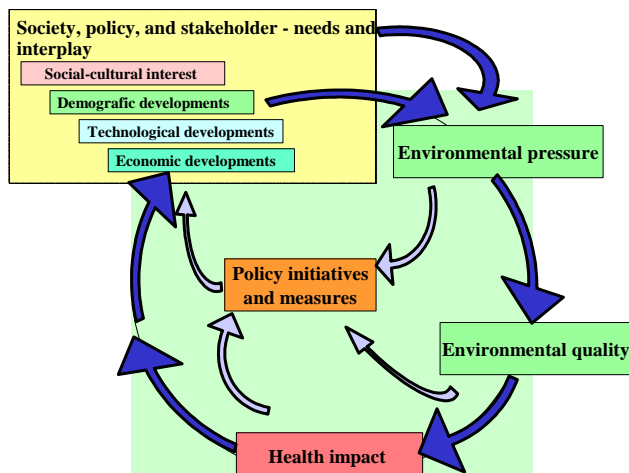 Society, policy, and stakeholder - needs and
interplay
Social-cultural interest
Demografic developments
Technological developments
Economic developments
Environmental pressure
Policy initiatives
and measures
Environmental quality
Health impact